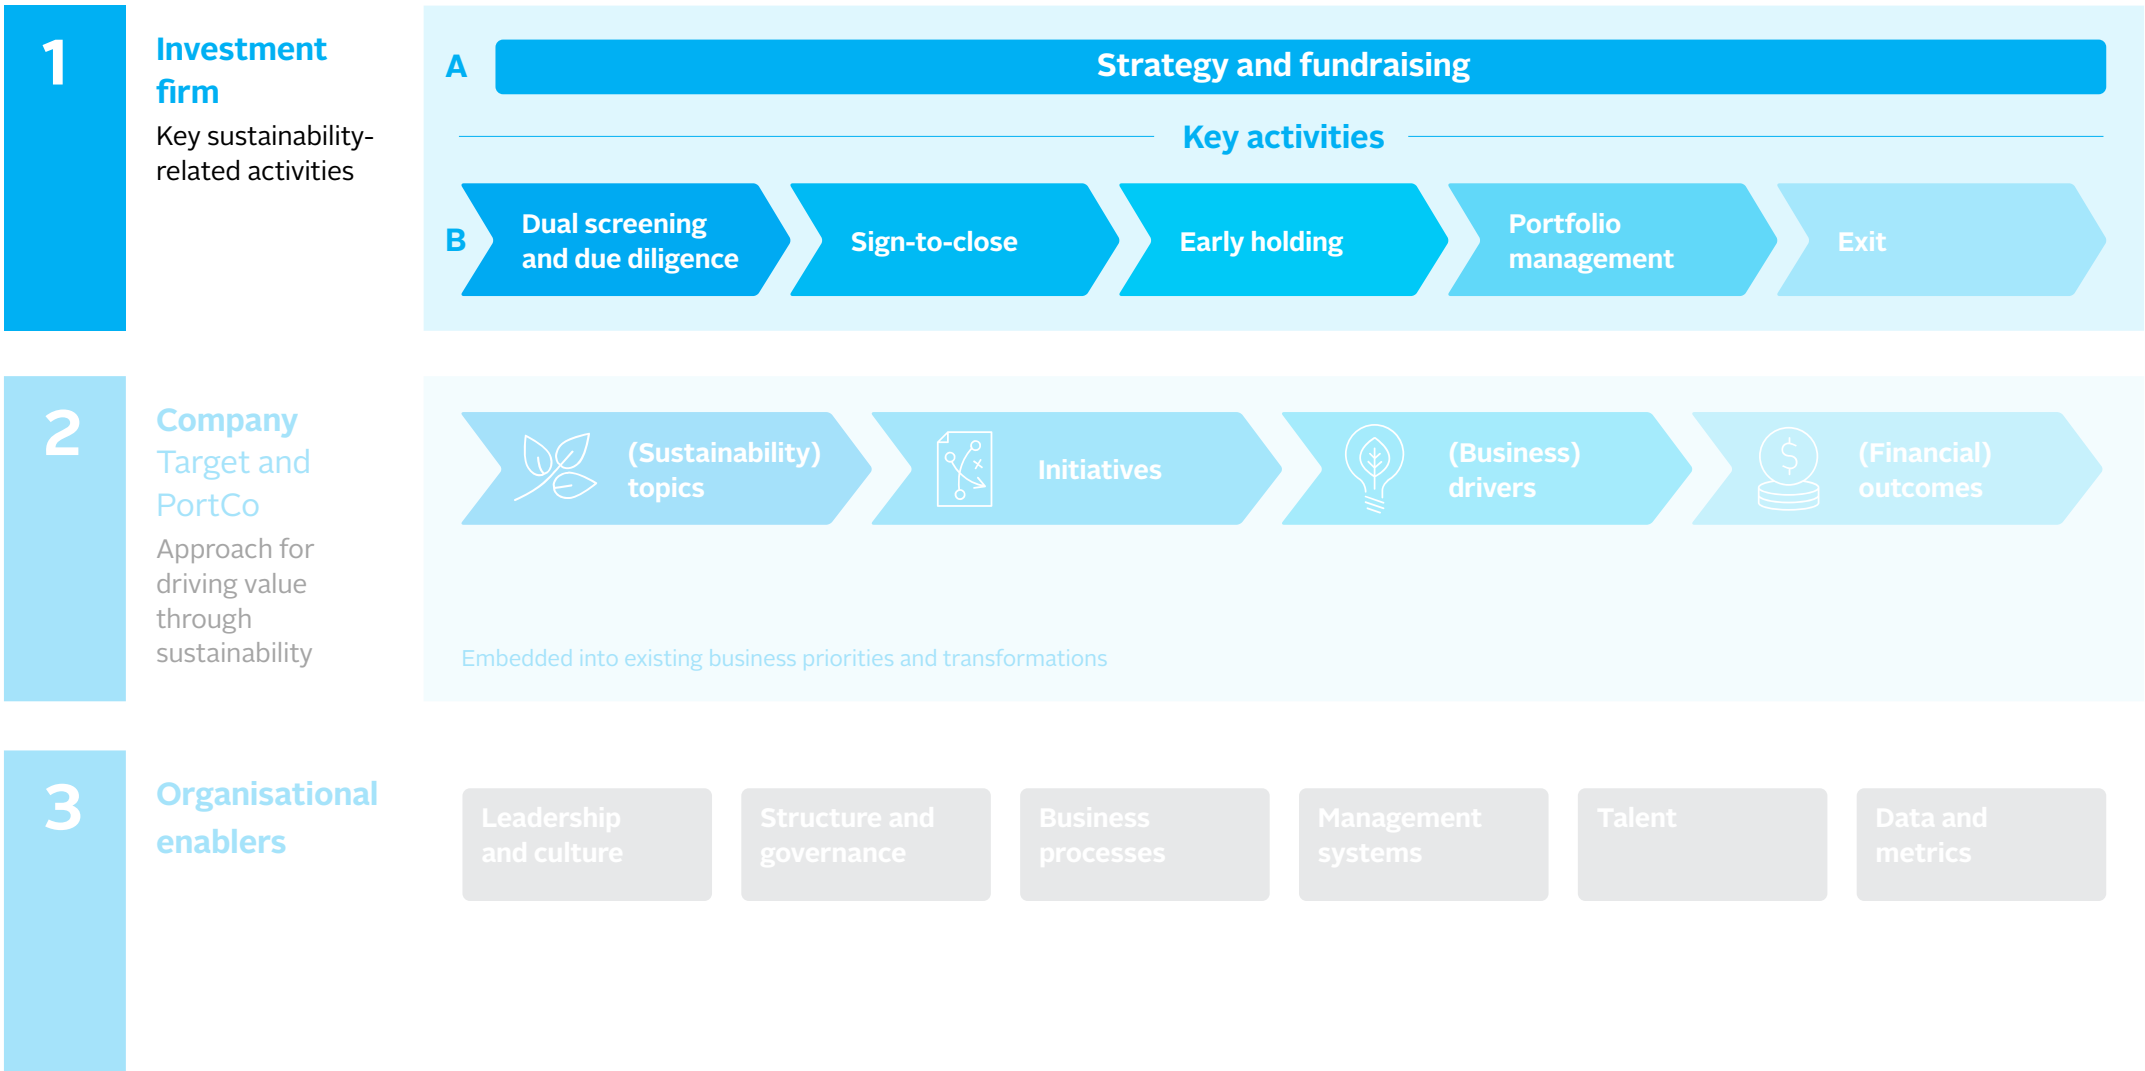 1
Investment
firm
Key sustainability-
related activities
A
Strategy and fundraising
Key activities
B
Dual screening
and due diligence
Sign-to-close
Early holding
Portfolio
management
Exit
2
Company
Target and
PortCo
Approach for
driving value
through
sustainability
(Sustainability)
topics
Initiatives
(Business)
drivers
$
(Financial)
outcomes
Embedded into existing business priorities and transformations
3
Organisational
enablers
Leadership
and culture
Structure and
governance
Business
processes
Management
systems
Talent
Data and
metrics